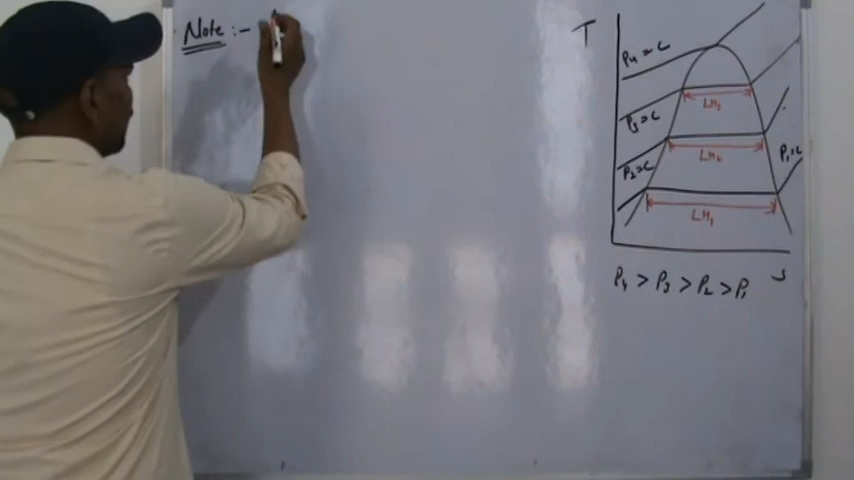 Note :-
T
P4 = C
P3 = C
LH3
P2 = C
LH2
P1 = C
LH1
S
P4 > P3 > P2 > P1